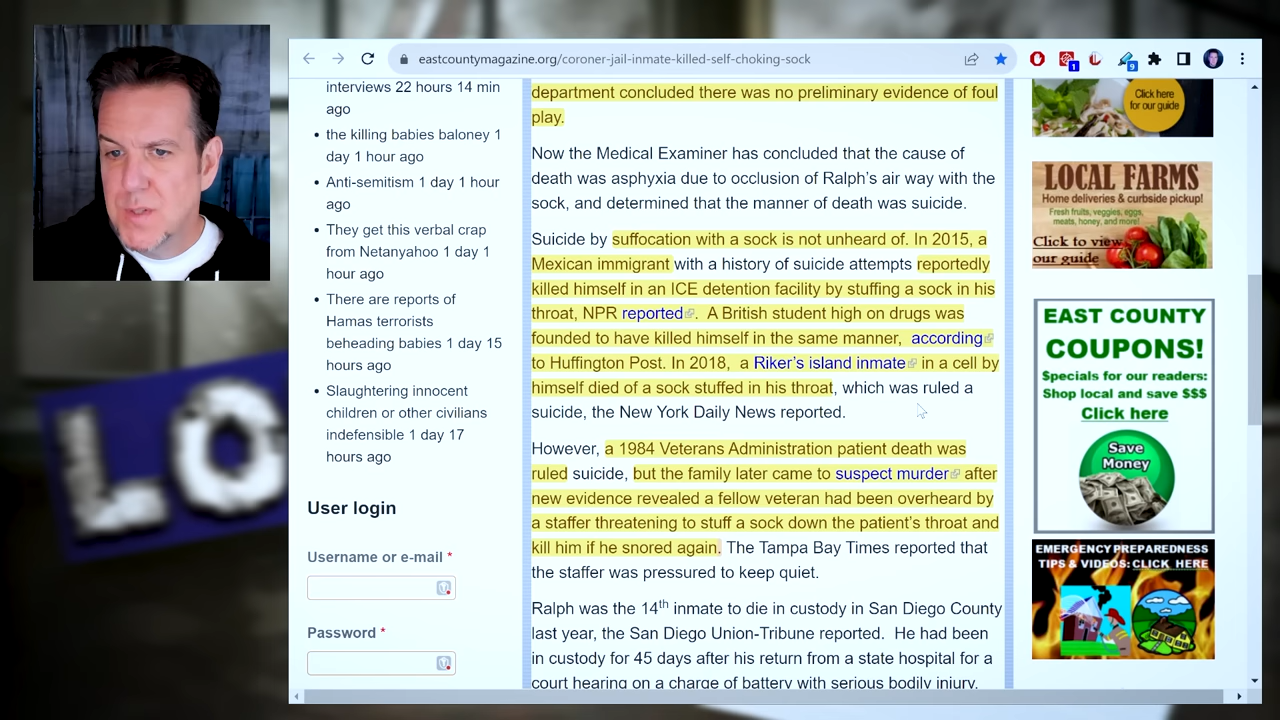 eastcountymagazine.org/coroner-jail-inmate-killed-self-choking-sock
1
9
interviews 22 hours 14 min
ago
the killing babies baloney 1
day 1 hour ago
Anti-semitism 1 day 1 hour
ago
They get this verbal crap
from Netanyahoo 1 day 1
hour ago
There are reports of
Hamas terrorists
beheading babies 1 day 15
hours ago
Slaughtering innocent
children or other civilians
indefensible 1 day 17
hours ago
User login
Username or e-mail *
Password *
department concluded there was no preliminary evidence of foul
play.
Now the Medical Examiner has concluded that the cause of
death was asphyxia due to occlusion of Ralph's air way with the
sock, and determined that the manner of death was suicide.
Suicide by suffocation with a sock is not unheard of. In 2015, a
Mexican immigrant with a history of suicide attempts reportedly
killed himself in an ICE detention facility by stuffing a sock in his
throat, NPR reported. A British student high on drugs was
founded to have killed himself in the same manner, according
to Huffington Post. In 2018, a Riker's island inmate in a cell by
himself died of a sock stuffed in his throat, which was ruled a
suicide, the New York Daily News reported.
However, a 1984 Veterans Administration patient death was
ruled suicide, but the family later came to suspect murder after
new evidence revealed a fellow veteran had been overheard by
a staffer threatening to stuff a sock down the patient's throat and
kill him if he snored again. The Tampa Bay Times reported that
the staffer was pressured to keep quiet.
Ralph was the 14th inmate to die in custody in San Diego County
last year, the San Diego Union-Tribune reported. He had been
in custody for 45 days after his return from a state hospital for a
court hearing on a charge of battery with serious bodily injury.
Click here
for our guide
LOCAL FARMS
Home deliveries & curbside pickup!
Fresh fruits, veggies, eggs,
meats, honey, and more!
Click to view
our guide
EAST COUNTY
COUPONS!
Specials for our readers:
Shop local and save $$$
Click here
Save
Money
EMERGENCY PREPAREDNESS
TIPS & VIDEOS: CLICK HERE